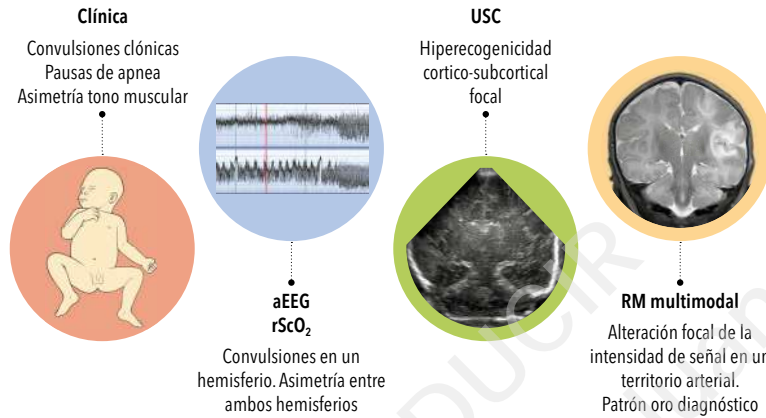 Clínica
Convulsiones clónicas
Pausas de apnea
Asimetría tono muscular
aEEG
rScO₂
Convulsiones en un
hemisferio. Asimetría entre
ambos hemisferios
USC
Hiperecogenicidad
cortico-subcortical
focal
RM multimodal
Alteración focal de la
intensidad de señal en un
territorio arterial.
Patrón oro diagnóstico
DUCIR